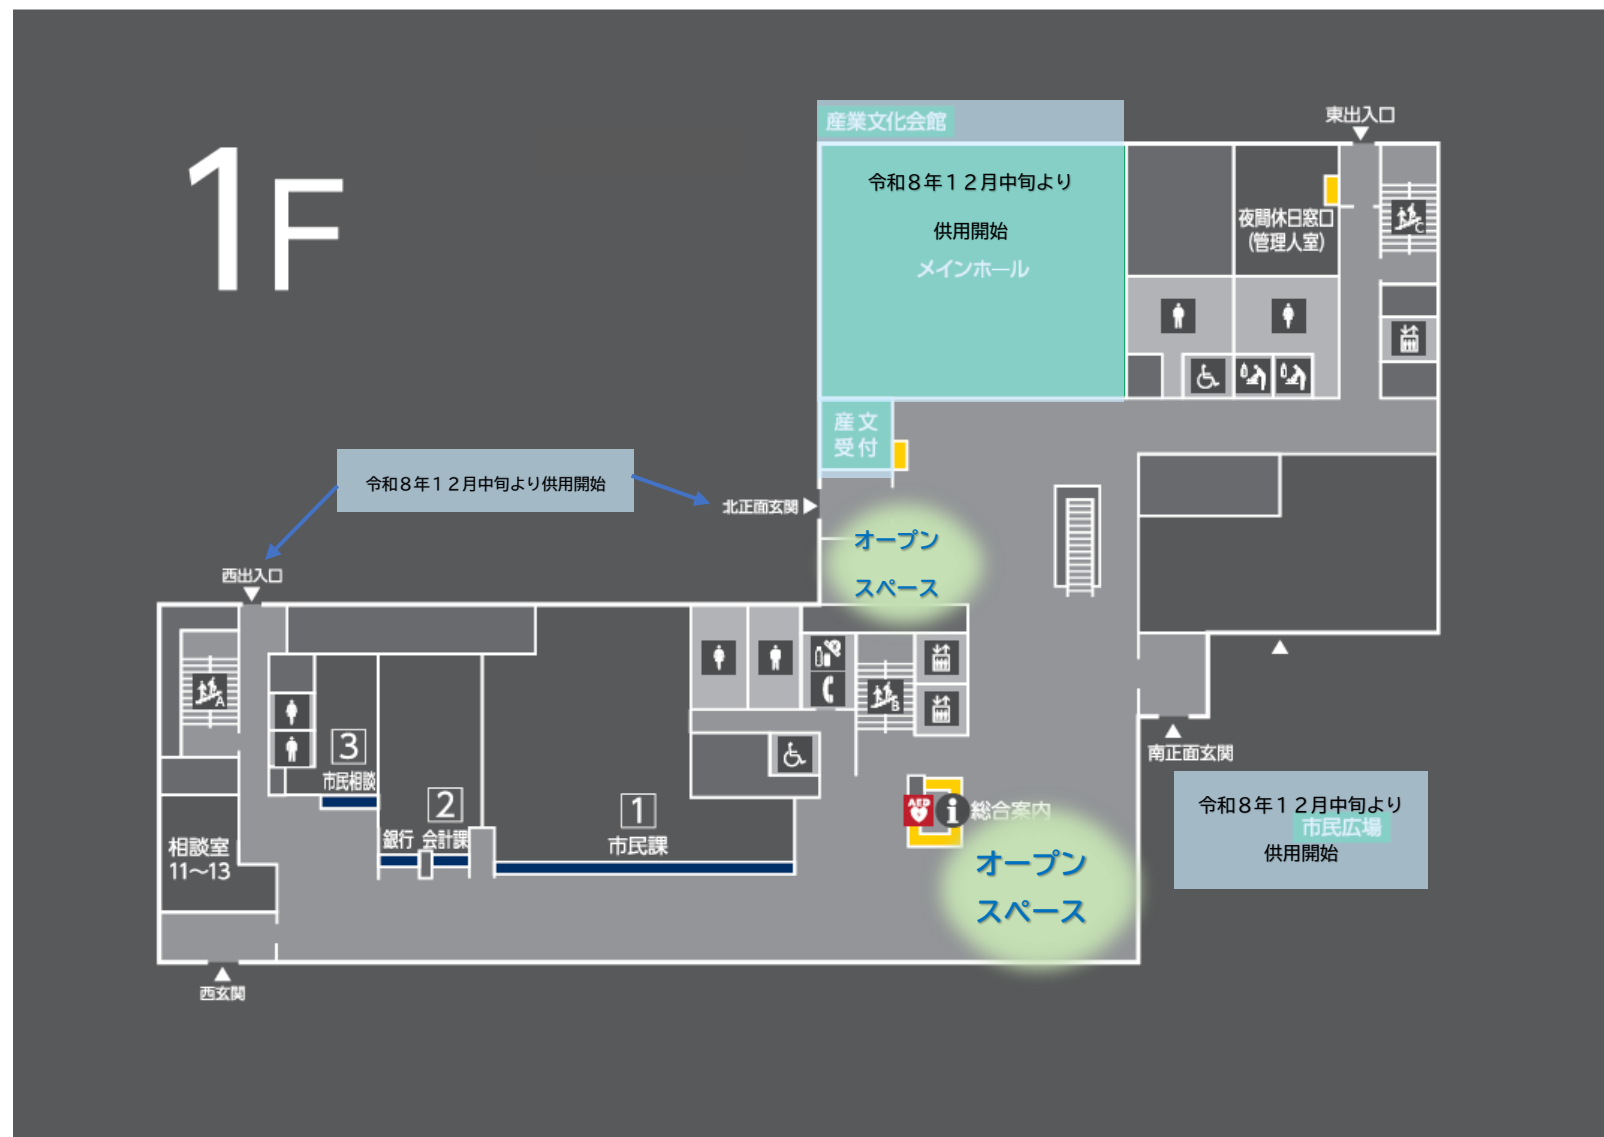 1F
産業文化会館
令和８年１２月中旬より
供用開始
メインホール
東出入口
夜間休日窓口
(管理人室)
C
産文
受付
令和８年１２月中旬より供用開始
北正面玄関
オープン
スペース
西出入口
A
B
3
市民相談
2
銀行 会計課
1
市民課
相談室
11～13
AED
i
総合案内
オープン
スペース
南正面玄関
令和８年１２月中旬より
市民広場
供用開始
西玄関